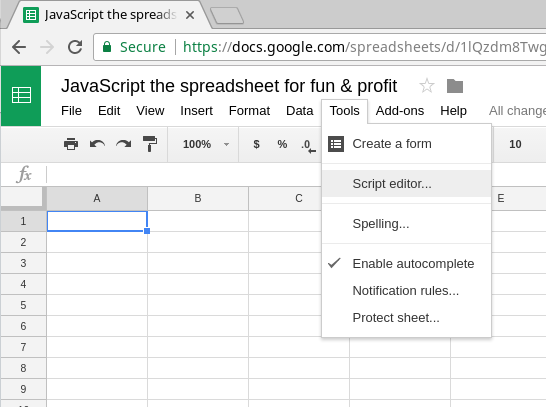 JavaScript the spreads
Secure https://docs.google.com/spreadsheets/d/1lQzdm8Twg
JavaScript the spreadsheet for fun & profit
File Edit View Insert Format Data Tools Add-ons Help All change
100% $ % .0 10
Create a form
fx
Script editor...
A B C E
1
Spelling...
2
3
Enable autocomplete
4
Notification rules...
5
Protect sheet...
6
7
8
9